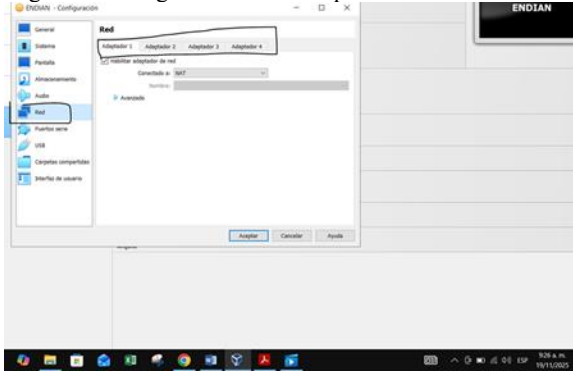 ENDIAN - Configuración
ENDIAN
General
Sistema
Pantalla
Almacenamiento
Audio
Red
Puertos serie
USB
Carpetas compartidas
Interfaz de usuario
Red
Adaptador 1 Adaptador 2 Adaptador 3 Adaptador 4
Habilitar adaptador de red
Conectado a: NAT
Nombre:
Avanzado
Aceptar Cancelar Ayuda
ESP
9:26 a. m.
19/11/2025